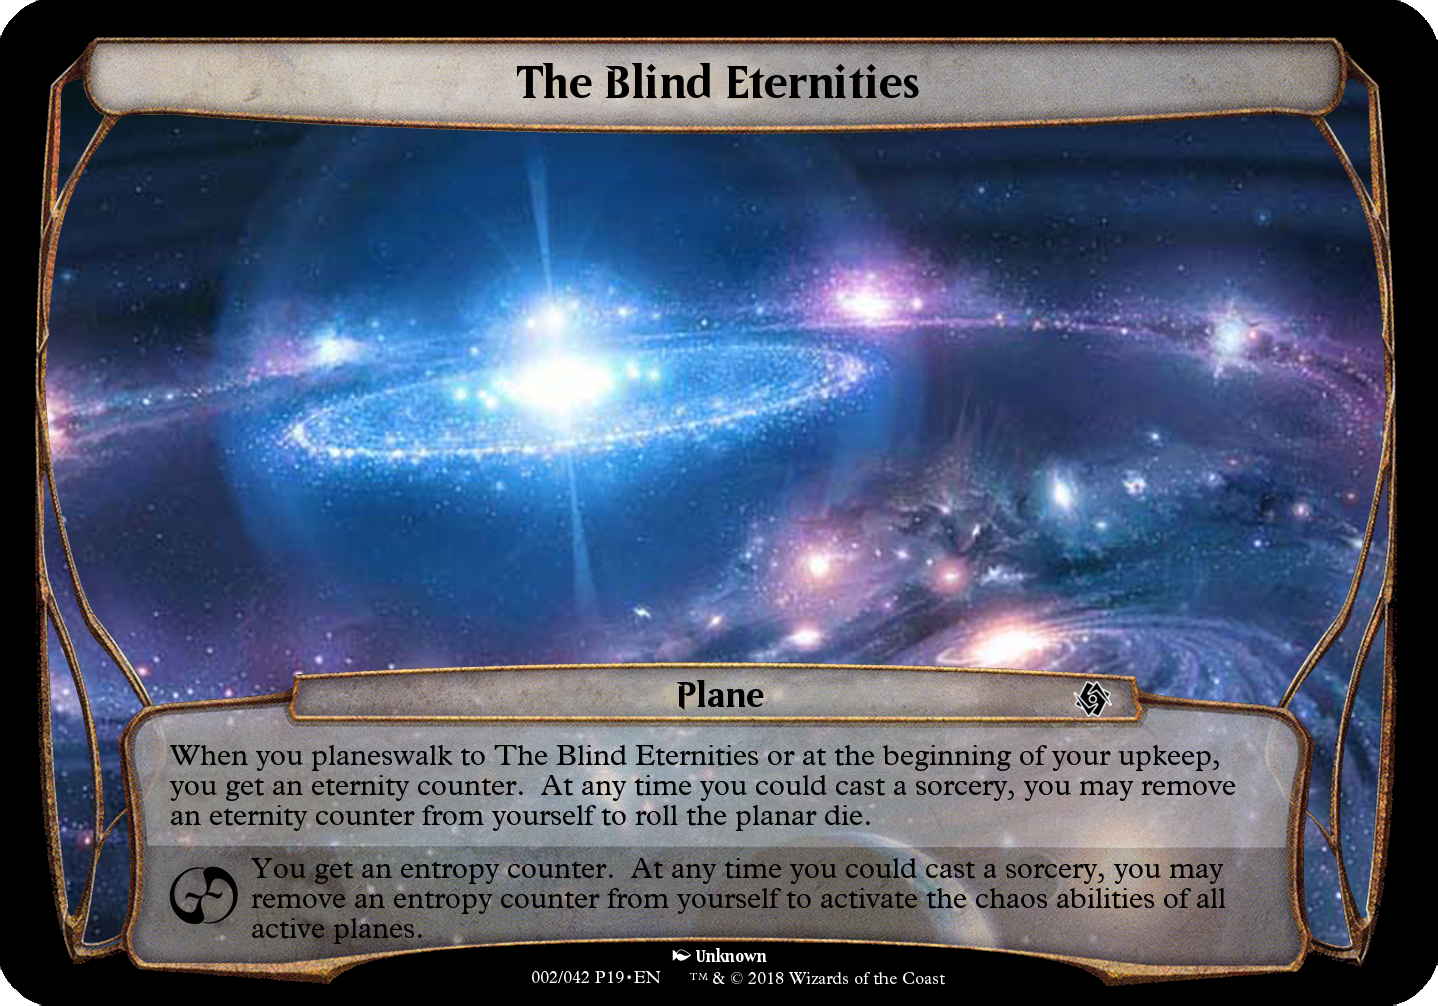 The Blind Eternities
Plane
When you planeswalk to The Blind Eternities or at the beginning of your upkeep,
you get an eternity counter.  At any time you could cast a sorcery, you may remove
an eternity counter from yourself to roll the planar die.
You get an entropy counter.  At any time you could cast a sorcery, you may
remove an entropy counter from yourself to activate the chaos abilities of all
active planes.
Unknown
002/042 P19•EN ™ & © 2018 Wizards of the Coast